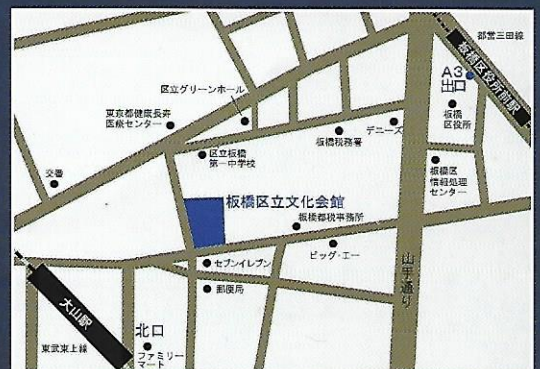 都営三田線
板橋区役所前駅
A3
出口
板橋
区役所
区立グリーンホール
東京都健康長寿
医療センター
デニーズ
板橋税務署
区立板橋
第一中学校
板橋区
情報処理
センター
交番
板橋区立文化会館
板橋都税事務所
ビッグ・エー
山手通り
セブンイレブン
郵便局
大山駅
北口
東武東上線
ファミリー
マート